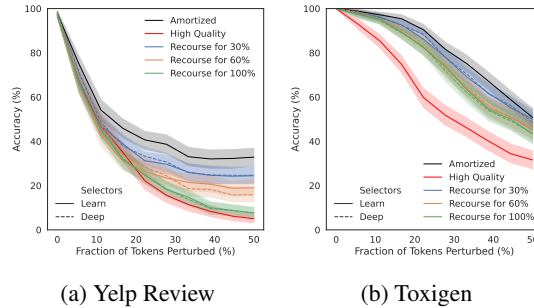 100
80
60
40
20
0
Accuracy (%)
Amortized
High Quality
Recourse for 30%
Recourse for 60%
Recourse for 100%
Selectors
Learn
Deep
0 10 20 30 40 50
Fraction of Tokens Perturbed (%)
(a) Yelp Review
100
80
60
40
20
0
Accuracy (%)
Amortized
High Quality
Recourse for 30%
Recourse for 60%
Recourse for 100%
Selectors
Learn
Deep
0 10 20 30 40 50
Fraction of Tokens Perturbed (%)
(b) Toxigen